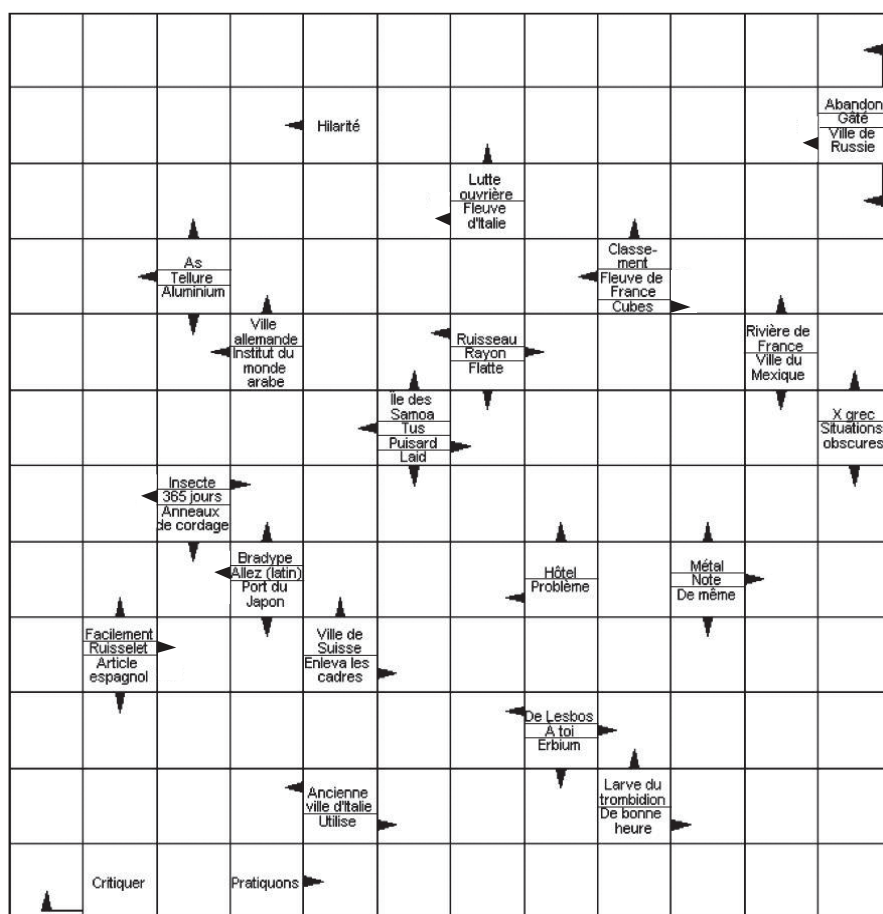 Hilarité
Abandon
Gâté
Ville de
Russie
Lutte
ouvrière
Fleuve
d'Italie
As
Tellure
Aluminium
Classe-
ment
Fleuve de
France
Cubes
Ville
allemande
Institut du
monde
arabe
Ruisseau
Rayon
Flatte
Rivière de
France
Ville du
Mexique
Île des
Samoa
Tus
Puisard
Laid
X grec
Situations
obscures
Insecte
365 jours
Anneaux
de cordage
Bradype
Allez (latin)
Port du
Japon
Hôtel
Problème
Métal
Note
De même
Facilement
Ruisselet
Article
espagnol
Ville de
Suisse
Enleva les
cadres
De Lesbos
À toi
Erbium
Ancienne
ville d'Italie
Utilise
Larve du
trombidion
De bonne
heure
Critiquer
Pratiquons